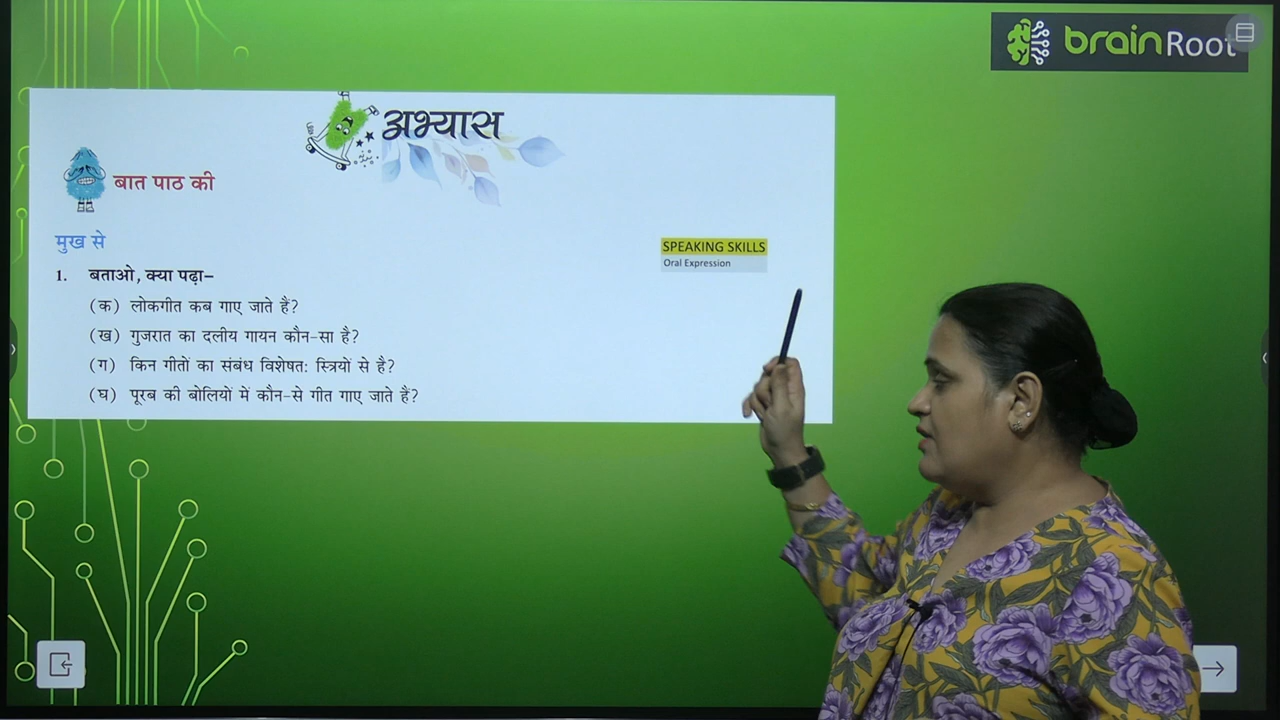 brainRoot
अभ्यास
बात पाठ की
मुख से
SPEAKING SKILLS
Oral Expression
1. बताओ, क्या पढ़ा–
(क) लोकगीत कब गाए जाते हैं?
(ख) गुजरात का दलीय गायन कौन-सा है?
(ग) किन गीतों का संबंध विशेषतः स्त्रियों से है?
(घ) पूरब की बोलियों में कौन-से गीत गाए जाते हैं?